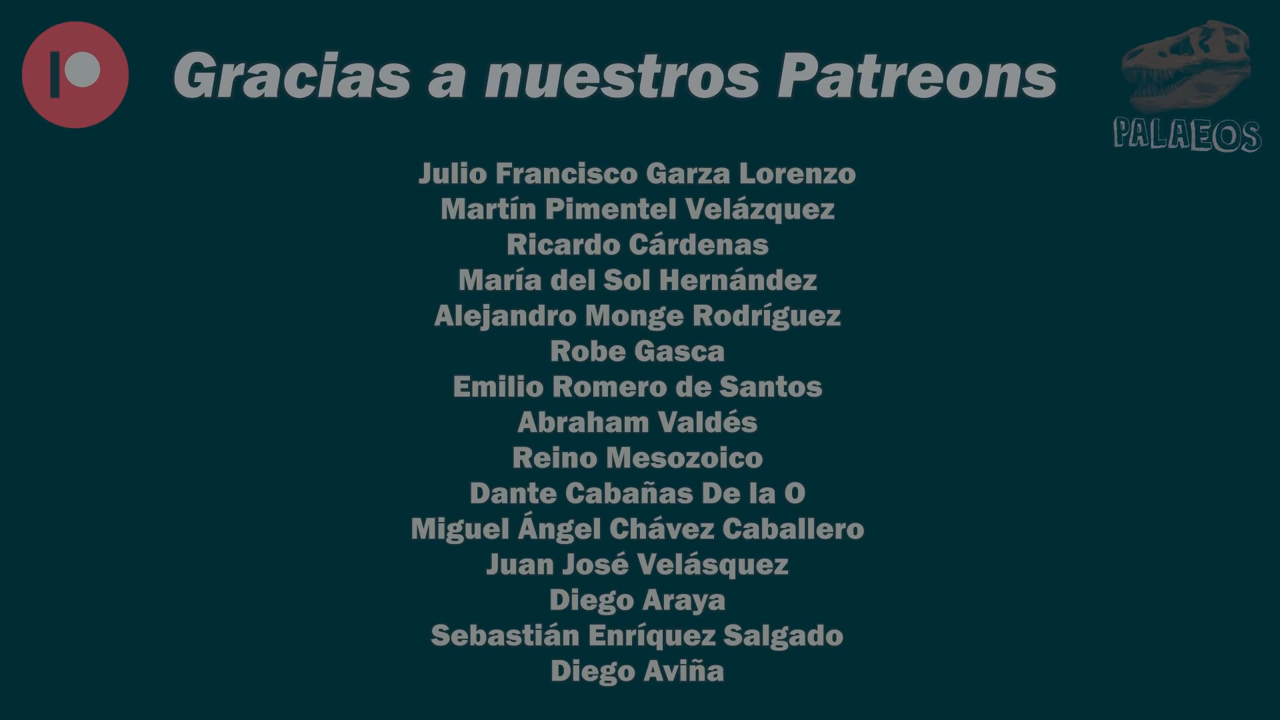 Gracias a nuestros Patreons
PALAEOS
Julio Francisco Garza Lorenzo
Martín Pimentel Velázquez
Ricardo Cárdenas
María del Sol Hernández
Alejandro Monge Rodríguez
Robe Gasca
Emilio Romero de Santos
Abraham Valdés
Reino Mesozoico
Dante Cabañas De la O
Miguel Ángel Chávez Caballero
Juan José Velásquez
Diego Araya
Sebastián Enríquez Salgado
Diego Aviña